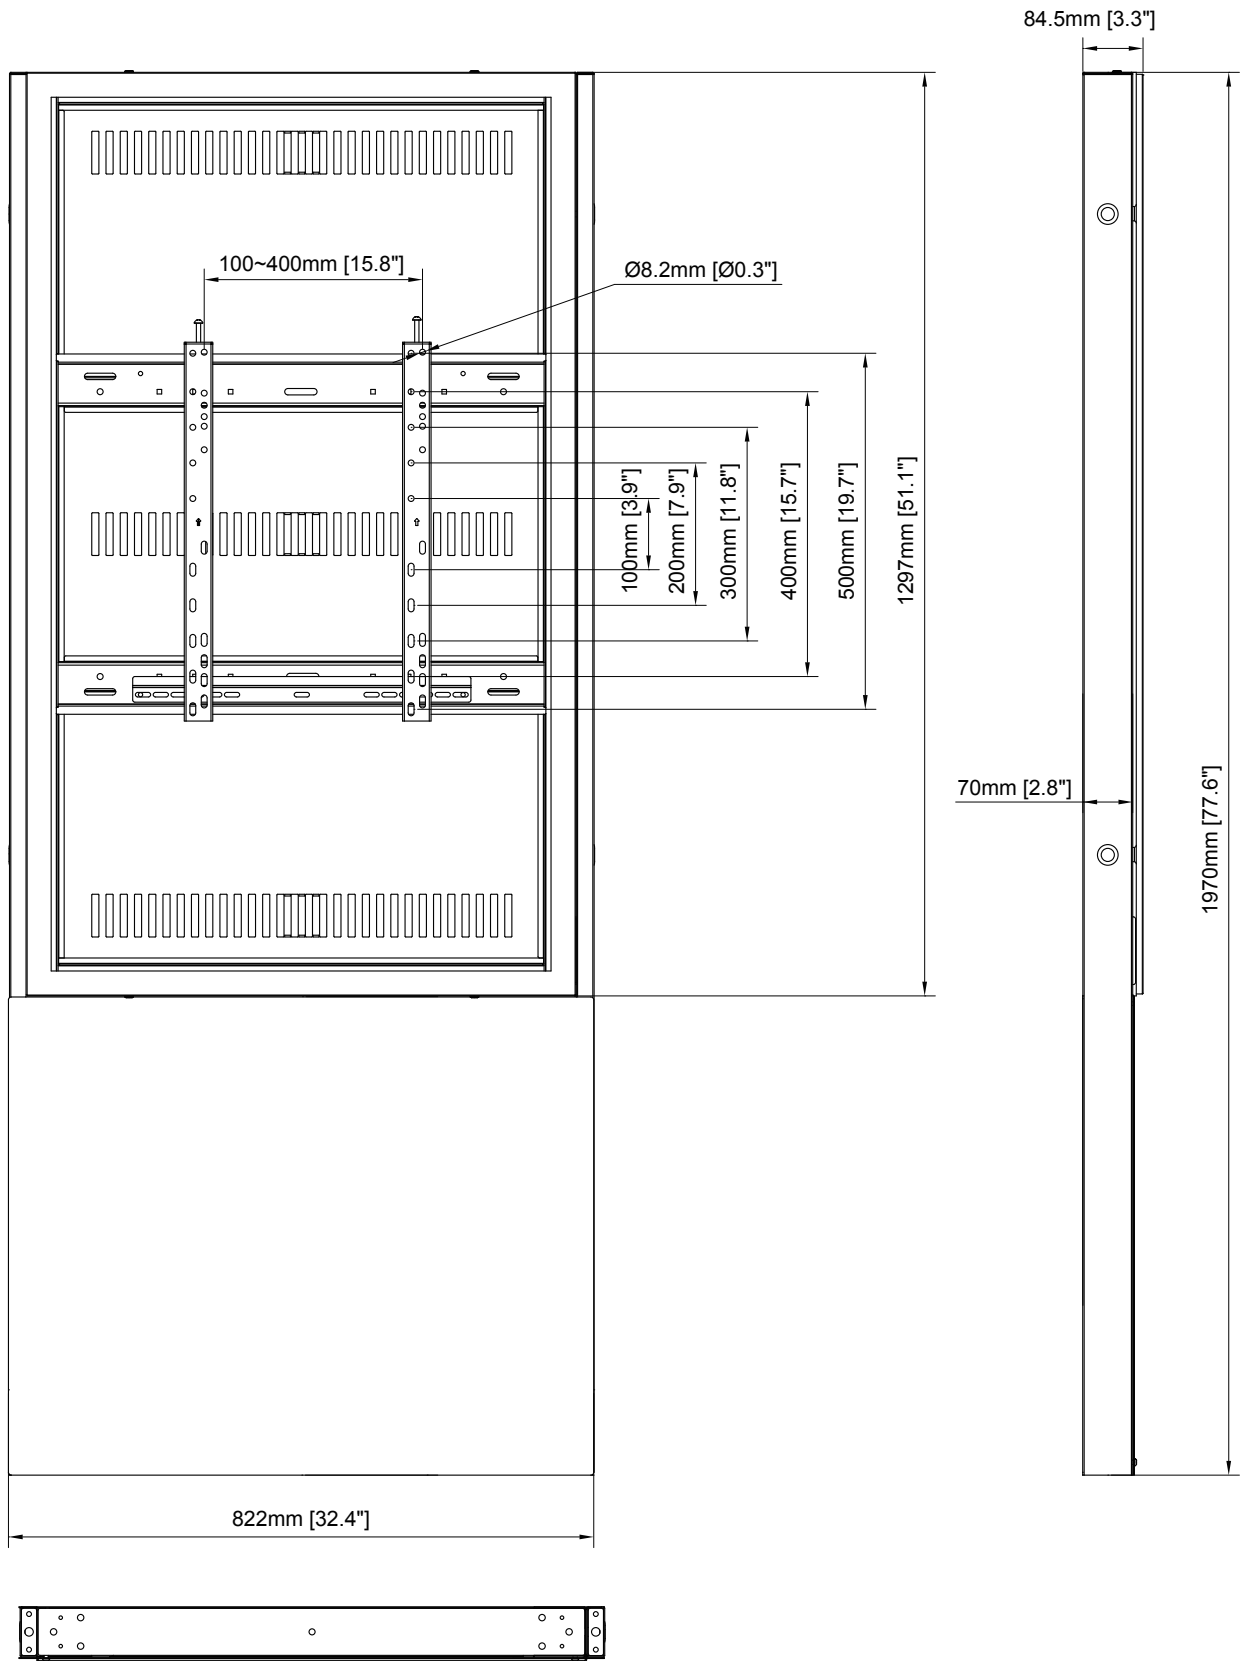 84.5mm [3.3"]
100~400mm [15.8"]
Ø8.2mm [Ø0.3"]
100mm [3.9"]
200mm [7.9"]
300mm [11.8"]
400mm [15.7"]
500mm [19.7"]
1297mm [51.1"]
70mm [2.8"]
1970mm [77.6"]
822mm [32.4"]